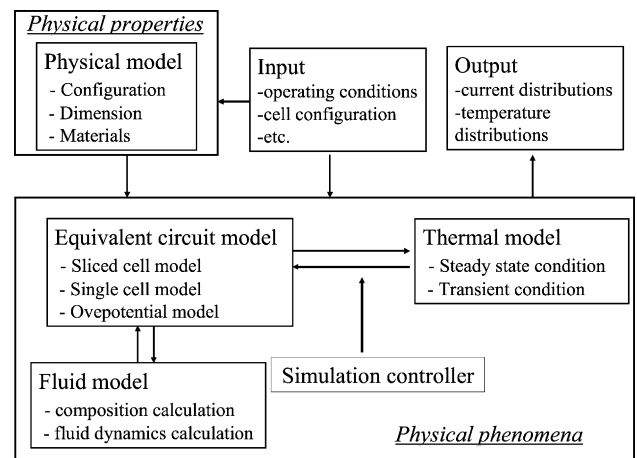 Physical properties
Physical model
- Configuration
- Dimension
- Materials
Input
-operating conditions
-cell configuration
-etc.
Output
-current distributions
-temperature
distributions
Equivalent circuit model
- Sliced cell model
- Single cell model
- Ovepotential model
Thermal model
- Steady state condition
- Transient condition
Simulation controller
Fluid model
- composition calculation
- fluid dynamics calculation
Physical phenomena